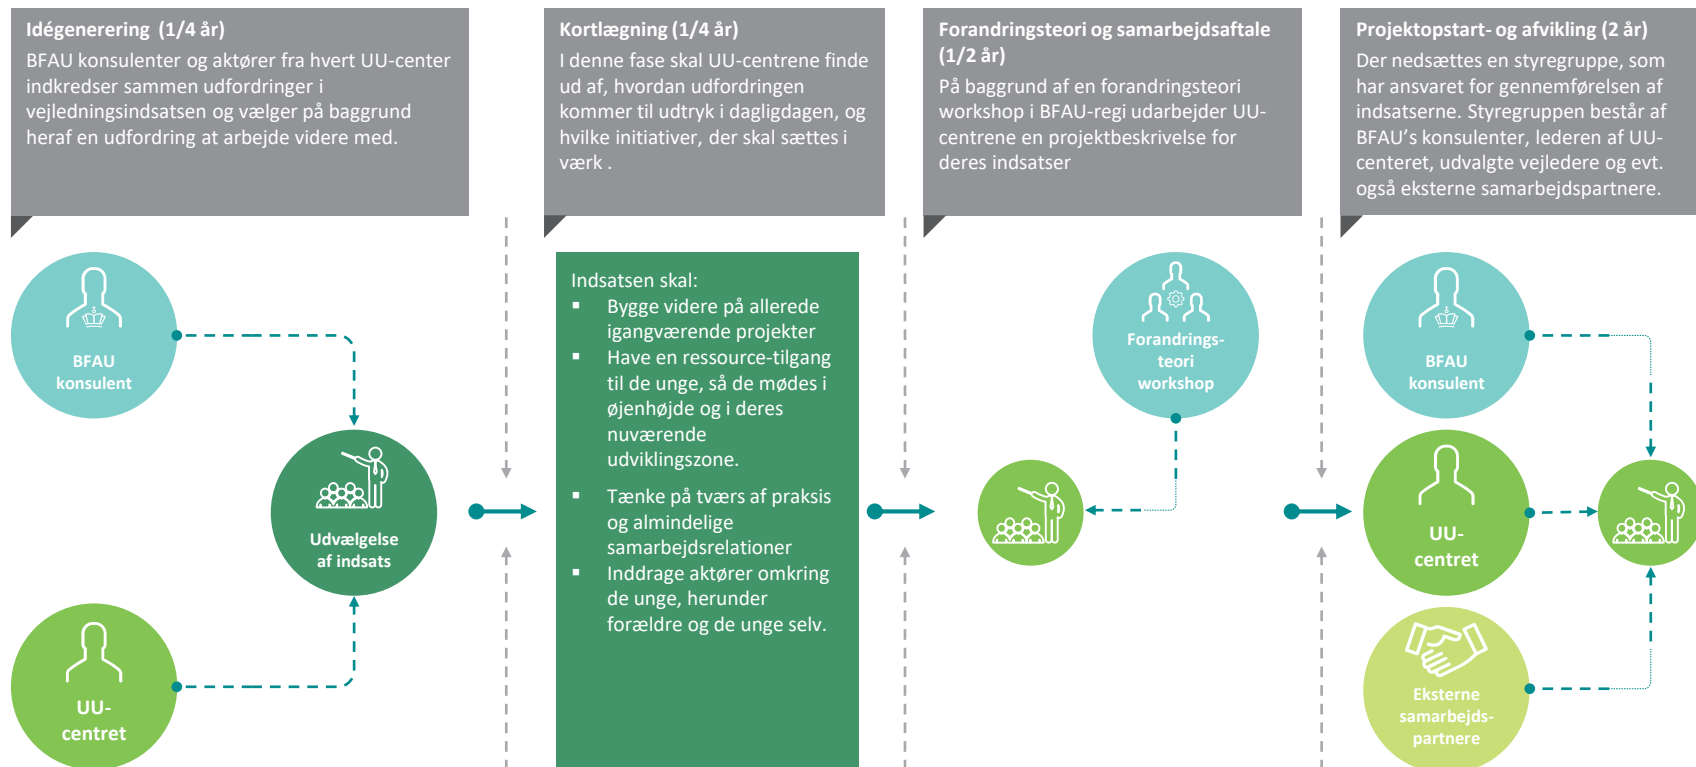 Idégenerering (1/4 år)
BFAU konsulenter og aktører fra hvert UU-center
indkredser sammen udfordringer i
vejledningsindsatsen og vælger på baggrund
heraf en udfordring at arbejde videre med.
Kortlægning (1/4 år)
I denne fase skal UU-centrene finde
ud af, hvordan udfordringen
kommer til udtryk i dagligdagen, og
hvilke initiativer, der skal sættes i
værk .
Forandringsteori og samarbejdsaftale
(1/2 år)
På baggrund af en forandringsteori
workshop i BFAU-regi udarbejder UU-
centrene en projektbeskrivelse for
deres indsatser
Projektopstart- og afvikling (2 år)
Der nedsættes en styregruppe, som
har ansvaret for gennemførelsen af
indsatserne. Styregruppen består af
BFAU's konsulenter, lederen af UU-
centeret, udvalgte vejledere og evt.
også eksterne samarbejdspartnere.
BFAU
konsulent
Udvælgelse
af indsats
UU-
centret
Indsatsen skal:
▪ Bygge videre på allerede
igangværende projekter
▪ Have en ressource-tilgang
til de unge, så de mødes i
øjenhøjde og i deres
nuværende
udviklingszone.
▪ Tænke på tværs af praksis
og almindelige
samarbejdsrelationer
▪ Inddrage aktører omkring
de unge, herunder
forældre og de unge selv.
Forandrings-
teori
workshop
BFAU
konsulent
UU-
centret
Eksterne
samarbejds-
partnere